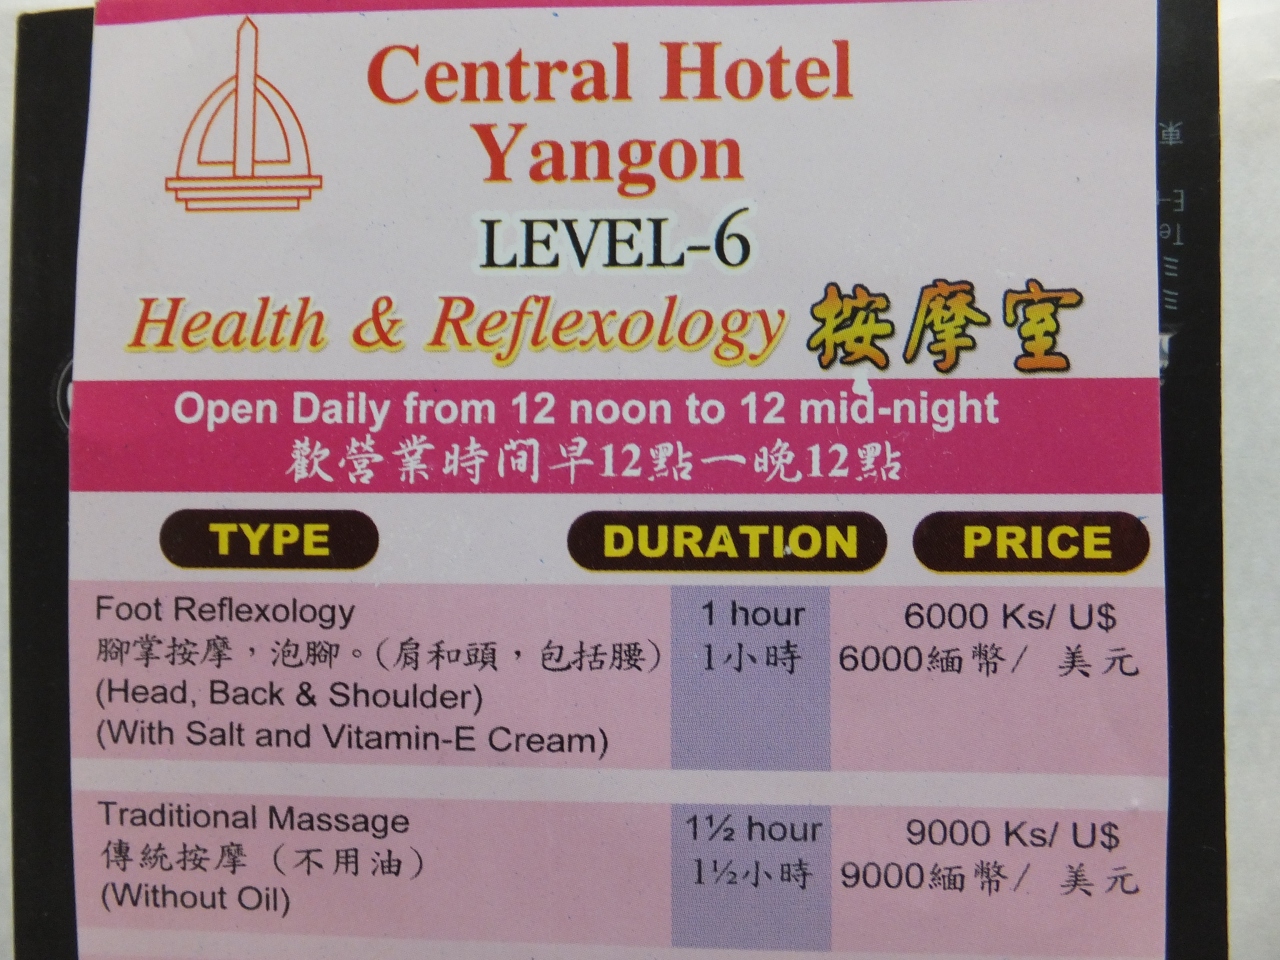 Central Hotel
Yangon
LEVEL-6
Health & Reflexology 按摩室
Open Daily from 12 noon to 12 mid-night
歡營業時間早12點一晚12點
TYPE DURATION PRICE
Foot Reflexology 1 hour 6000 Ks/ U$
腳掌按摩，泡腳。(肩和頭，包括腰) 1小時 6000緬幣/ 美元
(Head, Back & Shoulder)
(With Salt and Vitamin-E Cream)
Traditional Massage 1½ hour 9000 Ks/ U$
傳統按摩（不用油） 1½小時 9000緬幣/ 美元
(Without Oil)